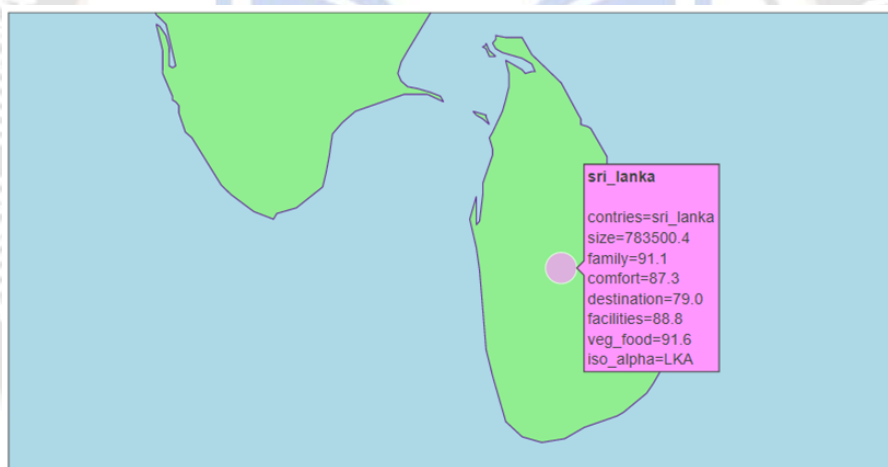 sri_lanka
contries=sri_lanka
size=783500.4
family=91.1
comfort=87.3
destination=79.0
facilities=88.8
veg_food=91.6
iso_alpha=LKA